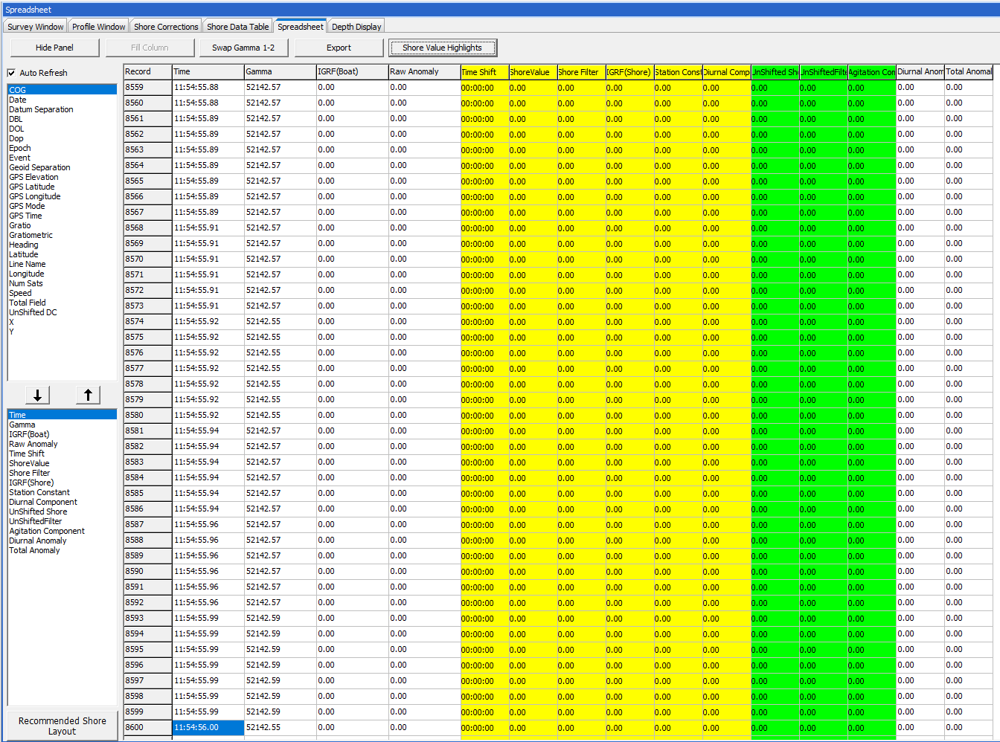 Spreadsheet
Survey Window Profile Window Shore Corrections Shore Data Table Spreadsheet Depth Display
Hide Panel Fill Column Swap Gamma 1-2 Export Shore Value Highlights
Auto Refresh
COG
Date
Datum Separation
DBL
DOL
Dop
Epoch
Event
Geoid Separation
GPS Elevation
GPS Latitude
GPS Longitude
GPS Mode
GPS Time
Gratio
Gratiometric
Heading
Latitude
Line Name
Longitude
Num Sats
Speed
Total Field
UnShifted DC
X
Y
Time
Gamma
IGRF(Boat)
Raw Anomaly
Time Shift
ShoreValue
Shore Filter
IGRF(Shore)
Station Constant
Diurnal Component
UnShifted Shore
UnShiftedFilter
Agitation Component
Diurnal Anomaly
Total Anomaly
Recommended Shore
Layout
Record Time Gamma IGRF(Boat) Raw Anomaly Time Shift ShoreValue Shore Filter IGRF(Shore) Station Const Diurnal Comp UnShifted Sh UnShiftedFilte Agitation Com Diurnal Anom Total Anomal
8559 11:54:55.88 52142.57 0.00 0.00 00:00:00 0.00 0.00 0.00 0.00 0.00 0.00 0.00 0.00 0.00 0.00
8560 11:54:55.88 52142.57 0.00 0.00 00:00:00 0.00 0.00 0.00 0.00 0.00 0.00 0.00 0.00 0.00 0.00
8561 11:54:55.89 52142.57 0.00 0.00 00:00:00 0.00 0.00 0.00 0.00 0.00 0.00 0.00 0.00 0.00 0.00
8562 11:54:55.89 52142.57 0.00 0.00 00:00:00 0.00 0.00 0.00 0.00 0.00 0.00 0.00 0.00 0.00 0.00
8563 11:54:55.89 52142.57 0.00 0.00 00:00:00 0.00 0.00 0.00 0.00 0.00 0.00 0.00 0.00 0.00 0.00
8564 11:54:55.89 52142.57 0.00 0.00 00:00:00 0.00 0.00 0.00 0.00 0.00 0.00 0.00 0.00 0.00 0.00
8565 11:54:55.89 52142.57 0.00 0.00 00:00:00 0.00 0.00 0.00 0.00 0.00 0.00 0.00 0.00 0.00 0.00
8566 11:54:55.89 52142.57 0.00 0.00 00:00:00 0.00 0.00 0.00 0.00 0.00 0.00 0.00 0.00 0.00 0.00
8567 11:54:55.89 52142.57 0.00 0.00 00:00:00 0.00 0.00 0.00 0.00 0.00 0.00 0.00 0.00 0.00 0.00
8568 11:54:55.91 52142.57 0.00 0.00 00:00:00 0.00 0.00 0.00 0.00 0.00 0.00 0.00 0.00 0.00 0.00
8569 11:54:55.91 52142.57 0.00 0.00 00:00:00 0.00 0.00 0.00 0.00 0.00 0.00 0.00 0.00 0.00 0.00
8570 11:54:55.91 52142.57 0.00 0.00 00:00:00 0.00 0.00 0.00 0.00 0.00 0.00 0.00 0.00 0.00 0.00
8571 11:54:55.91 52142.57 0.00 0.00 00:00:00 0.00 0.00 0.00 0.00 0.00 0.00 0.00 0.00 0.00 0.00
8572 11:54:55.91 52142.57 0.00 0.00 00:00:00 0.00 0.00 0.00 0.00 0.00 0.00 0.00 0.00 0.00 0.00
8573 11:54:55.91 52142.57 0.00 0.00 00:00:00 0.00 0.00 0.00 0.00 0.00 0.00 0.00 0.00 0.00 0.00
8574 11:54:55.92 52142.55 0.00 0.00 00:00:00 0.00 0.00 0.00 0.00 0.00 0.00 0.00 0.00 0.00 0.00
8575 11:54:55.92 52142.55 0.00 0.00 00:00:00 0.00 0.00 0.00 0.00 0.00 0.00 0.00 0.00 0.00 0.00
8576 11:54:55.92 52142.55 0.00 0.00 00:00:00 0.00 0.00 0.00 0.00 0.00 0.00 0.00 0.00 0.00 0.00
8577 11:54:55.92 52142.55 0.00 0.00 00:00:00 0.00 0.00 0.00 0.00 0.00 0.00 0.00 0.00 0.00 0.00
8578 11:54:55.92 52142.55 0.00 0.00 00:00:00 0.00 0.00 0.00 0.00 0.00 0.00 0.00 0.00 0.00 0.00
8579 11:54:55.92 52142.55 0.00 0.00 00:00:00 0.00 0.00 0.00 0.00 0.00 0.00 0.00 0.00 0.00 0.00
8580 11:54:55.92 52142.55 0.00 0.00 00:00:00 0.00 0.00 0.00 0.00 0.00 0.00 0.00 0.00 0.00 0.00
8581 11:54:55.94 52142.57 0.00 0.00 00:00:00 0.00 0.00 0.00 0.00 0.00 0.00 0.00 0.00 0.00 0.00
8582 11:54:55.94 52142.57 0.00 0.00 00:00:00 0.00 0.00 0.00 0.00 0.00 0.00 0.00 0.00 0.00 0.00
8583 11:54:55.94 52142.57 0.00 0.00 00:00:00 0.00 0.00 0.00 0.00 0.00 0.00 0.00 0.00 0.00 0.00
8584 11:54:55.94 52142.57 0.00 0.00 00:00:00 0.00 0.00 0.00 0.00 0.00 0.00 0.00 0.00 0.00 0.00
8585 11:54:55.94 52142.57 0.00 0.00 00:00:00 0.00 0.00 0.00 0.00 0.00 0.00 0.00 0.00 0.00 0.00
8586 11:54:55.94 52142.57 0.00 0.00 00:00:00 0.00 0.00 0.00 0.00 0.00 0.00 0.00 0.00 0.00 0.00
8587 11:54:55.96 52142.57 0.00 0.00 00:00:00 0.00 0.00 0.00 0.00 0.00 0.00 0.00 0.00 0.00 0.00
8588 11:54:55.96 52142.57 0.00 0.00 00:00:00 0.00 0.00 0.00 0.00 0.00 0.00 0.00 0.00 0.00 0.00
8589 11:54:55.96 52142.57 0.00 0.00 00:00:00 0.00 0.00 0.00 0.00 0.00 0.00 0.00 0.00 0.00 0.00
8590 11:54:55.96 52142.57 0.00 0.00 00:00:00 0.00 0.00 0.00 0.00 0.00 0.00 0.00 0.00 0.00 0.00
8591 11:54:55.96 52142.57 0.00 0.00 00:00:00 0.00 0.00 0.00 0.00 0.00 0.00 0.00 0.00 0.00 0.00
8592 11:54:55.96 52142.57 0.00 0.00 00:00:00 0.00 0.00 0.00 0.00 0.00 0.00 0.00 0.00 0.00 0.00
8593 11:54:55.99 52142.59 0.00 0.00 00:00:00 0.00 0.00 0.00 0.00 0.00 0.00 0.00 0.00 0.00 0.00
8594 11:54:55.99 52142.59 0.00 0.00 00:00:00 0.00 0.00 0.00 0.00 0.00 0.00 0.00 0.00 0.00 0.00
8595 11:54:55.99 52142.59 0.00 0.00 00:00:00 0.00 0.00 0.00 0.00 0.00 0.00 0.00 0.00 0.00 0.00
8596 11:54:55.99 52142.59 0.00 0.00 00:00:00 0.00 0.00 0.00 0.00 0.00 0.00 0.00 0.00 0.00 0.00
8597 11:54:55.99 52142.59 0.00 0.00 00:00:00 0.00 0.00 0.00 0.00 0.00 0.00 0.00 0.00 0.00 0.00
8598 11:54:55.99 52142.59 0.00 0.00 00:00:00 0.00 0.00 0.00 0.00 0.00 0.00 0.00 0.00 0.00 0.00
8599 11:54:55.99 52142.59 0.00 0.00 00:00:00 0.00 0.00 0.00 0.00 0.00 0.00 0.00 0.00 0.00 0.00
8600 11:54:56.00 52142.55 0.00 0.00 00:00:00 0.00 0.00 0.00 0.00 0.00 0.00 0.00 0.00 0.00 0.00